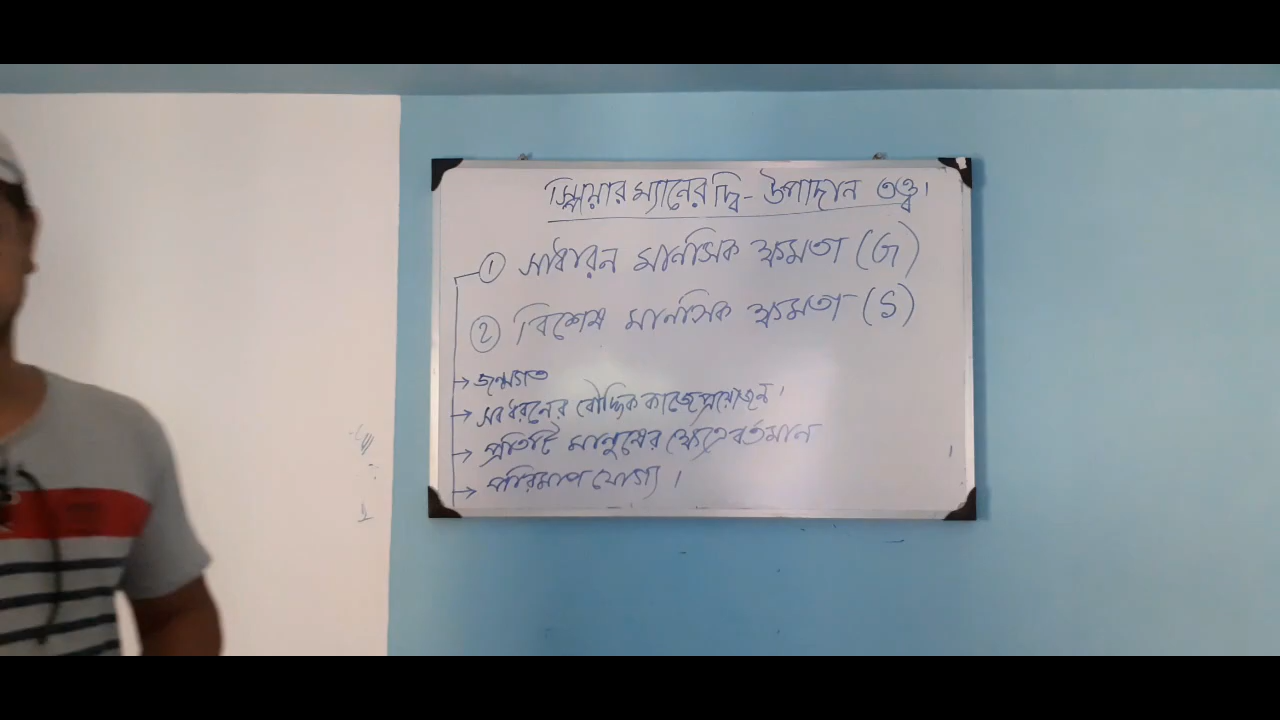 স্পিয়ারম্যানের দ্বি-উপাদান তত্ত্ব।
① সাধারন মানসিক ক্ষমতা (G)
② বিশেষ মানসিক ক্ষমতা (S)
→ জন্মগত
→ সবধরনের বৌদ্ধিক কাজে প্রয়োজন।
→ প্রতিটি মানুষের ক্ষেত্রে বর্তমান
→ পরিমাপ যোগ্য।